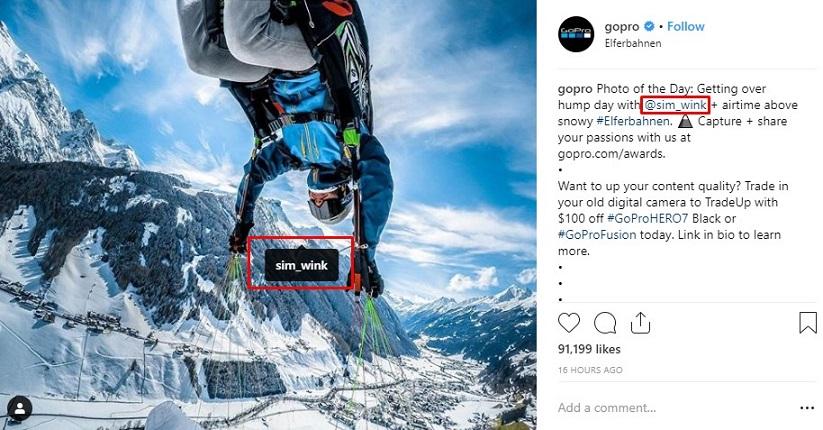 sim_wink
GoPro
gopro • Follow
Elferbahnen
gopro Photo of the Day: Getting over
hump day with @sim_wink + airtime above
snowy #Elferbahnen. Capture + share
your passions with us at
gopro.com/awards.
•
Want to up your content quality? Trade in
your old digital camera to TradeUp with
$100 off #GoProHERO7 Black or
#GoProFusion today. Link in bio to learn
more.
•
•
•
91,199 likes
16 HOURS AGO
Add a comment...